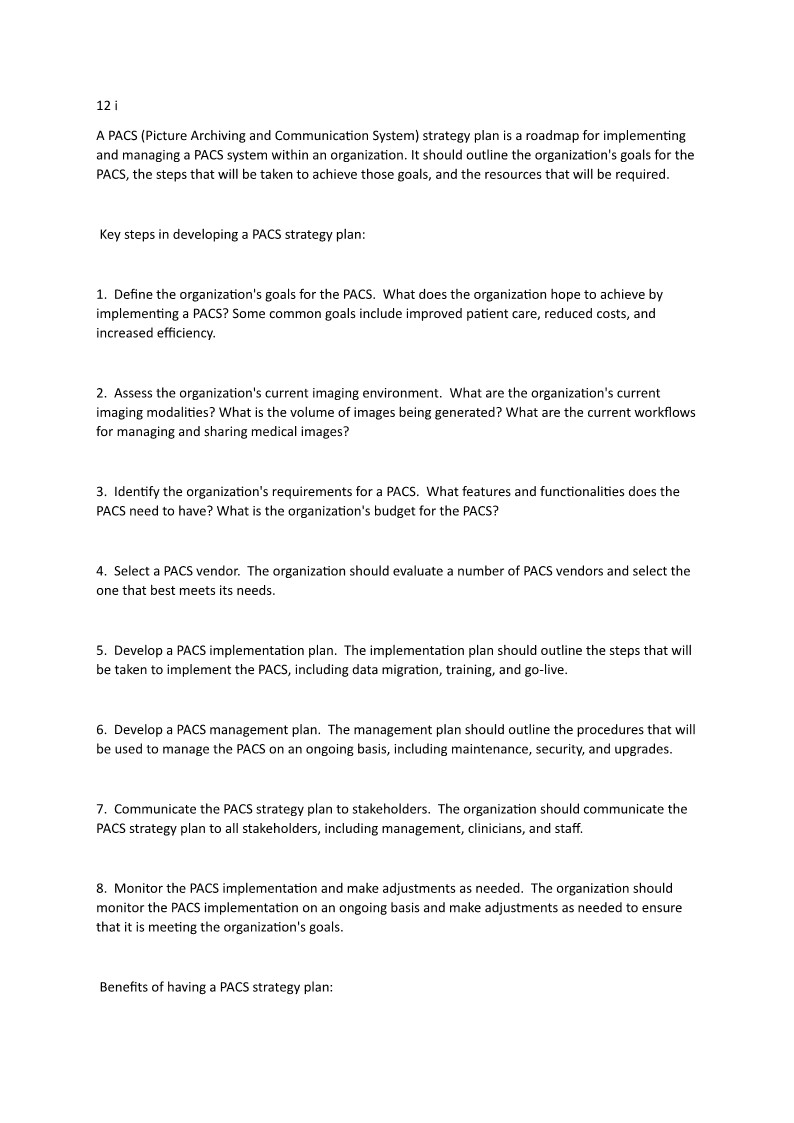 12 i
A PACS (Picture Archiving and Communication System) strategy plan is a roadmap for implementing
and managing a PACS system within an organization. It should outline the organization's goals for the
PACS, the steps that will be taken to achieve those goals, and the resources that will be required.
Key steps in developing a PACS strategy plan:
1.  Define the organization's goals for the PACS.  What does the organization hope to achieve by
implementing a PACS? Some common goals include improved patient care, reduced costs, and
increased efficiency.
2.  Assess the organization's current imaging environment.  What are the organization's current
imaging modalities? What is the volume of images being generated? What are the current workflows
for managing and sharing medical images?
3.  Identify the organization's requirements for a PACS.  What features and functionalities does the
PACS need to have? What is the organization's budget for the PACS?
4.  Select a PACS vendor.  The organization should evaluate a number of PACS vendors and select the
one that best meets its needs.
5.  Develop a PACS implementation plan.  The implementation plan should outline the steps that will
be taken to implement the PACS, including data migration, training, and go-live.
6.  Develop a PACS management plan.  The management plan should outline the procedures that will
be used to manage the PACS on an ongoing basis, including maintenance, security, and upgrades.
7.  Communicate the PACS strategy plan to stakeholders.  The organization should communicate the
PACS strategy plan to all stakeholders, including management, clinicians, and staff.
8.  Monitor the PACS implementation and make adjustments as needed.  The organization should
monitor the PACS implementation on an ongoing basis and make adjustments as needed to ensure
that it is meeting the organization's goals.
Benefits of having a PACS strategy plan: